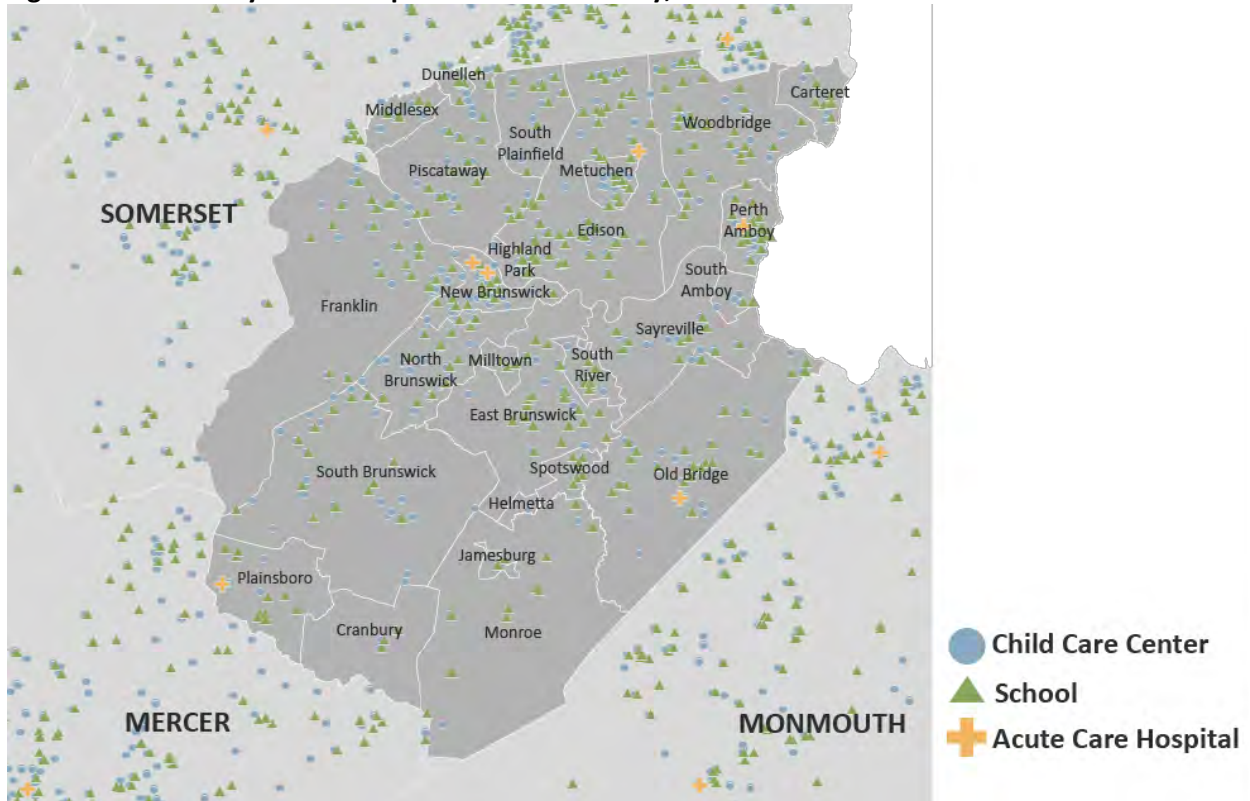 Dunellen
Carteret
Middlesex
Woodbridge
South
Plainfield
Piscataway
Metuchen
SOMERSET
Perth
Amboy
Edison
Highland
Park
South
Amboy
New Brunswick
Franklin
Sayreville
North
Brunswick
Milltown
South
River
East Brunswick
South Brunswick
Spotswood
Old Bridge
Helmetta
Jamesburg
Plainsboro
Cranbury
Monroe
MERCER
MONMOUTH
Child Care Center
School
Acute Care Hospital